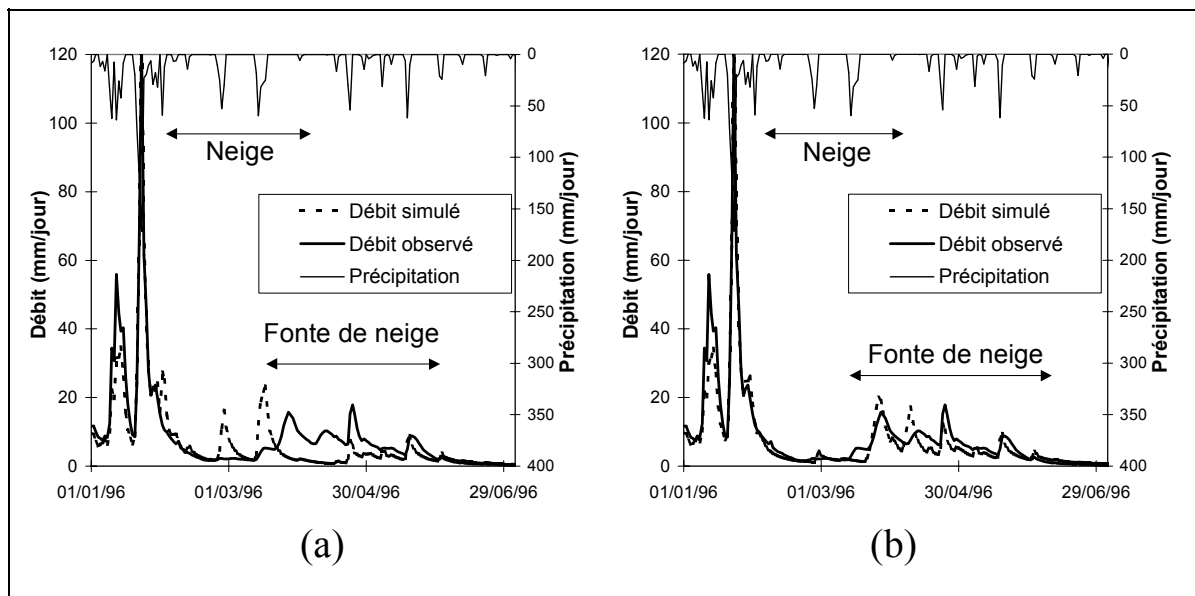 120
100
80
60
40
20
0
Débit (mm/jour)
0
50
100
150
200
250
300
350
400
Précipitation (mm/jour)
Neige
Débit simulé
Débit observé
Précipitation
Fonte de neige
01/01/96
01/03/96
30/04/96
29/06/96
(a)
120
100
80
60
40
20
0
Débit (mm/jour)
0
50
100
150
200
250
300
350
400
Précipitation (mm/jour)
Neige
Débit simulé
Débit observé
Précipitation
Fonte de neige
01/01/96
01/03/96
30/04/96
29/06/96
(b)